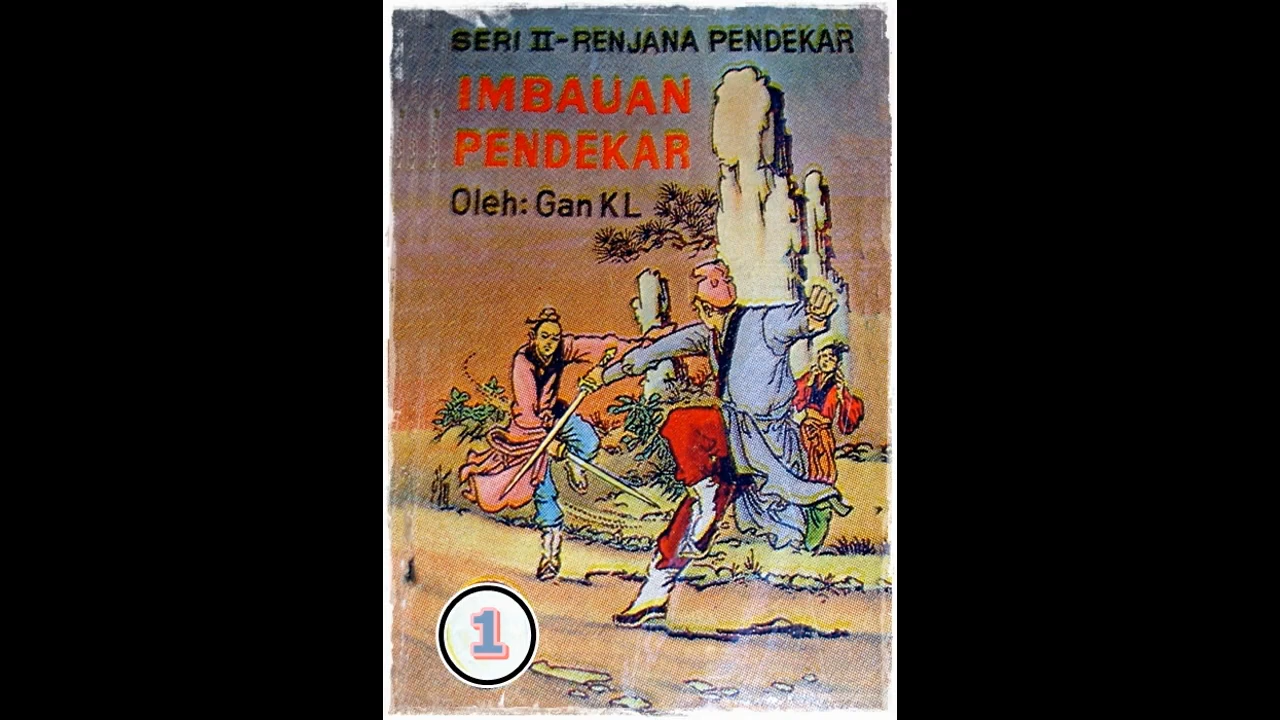 SERI II-RENJANA PENDEKAR
IMBAUAN
PENDEKAR
Oleh: Gan KL
1